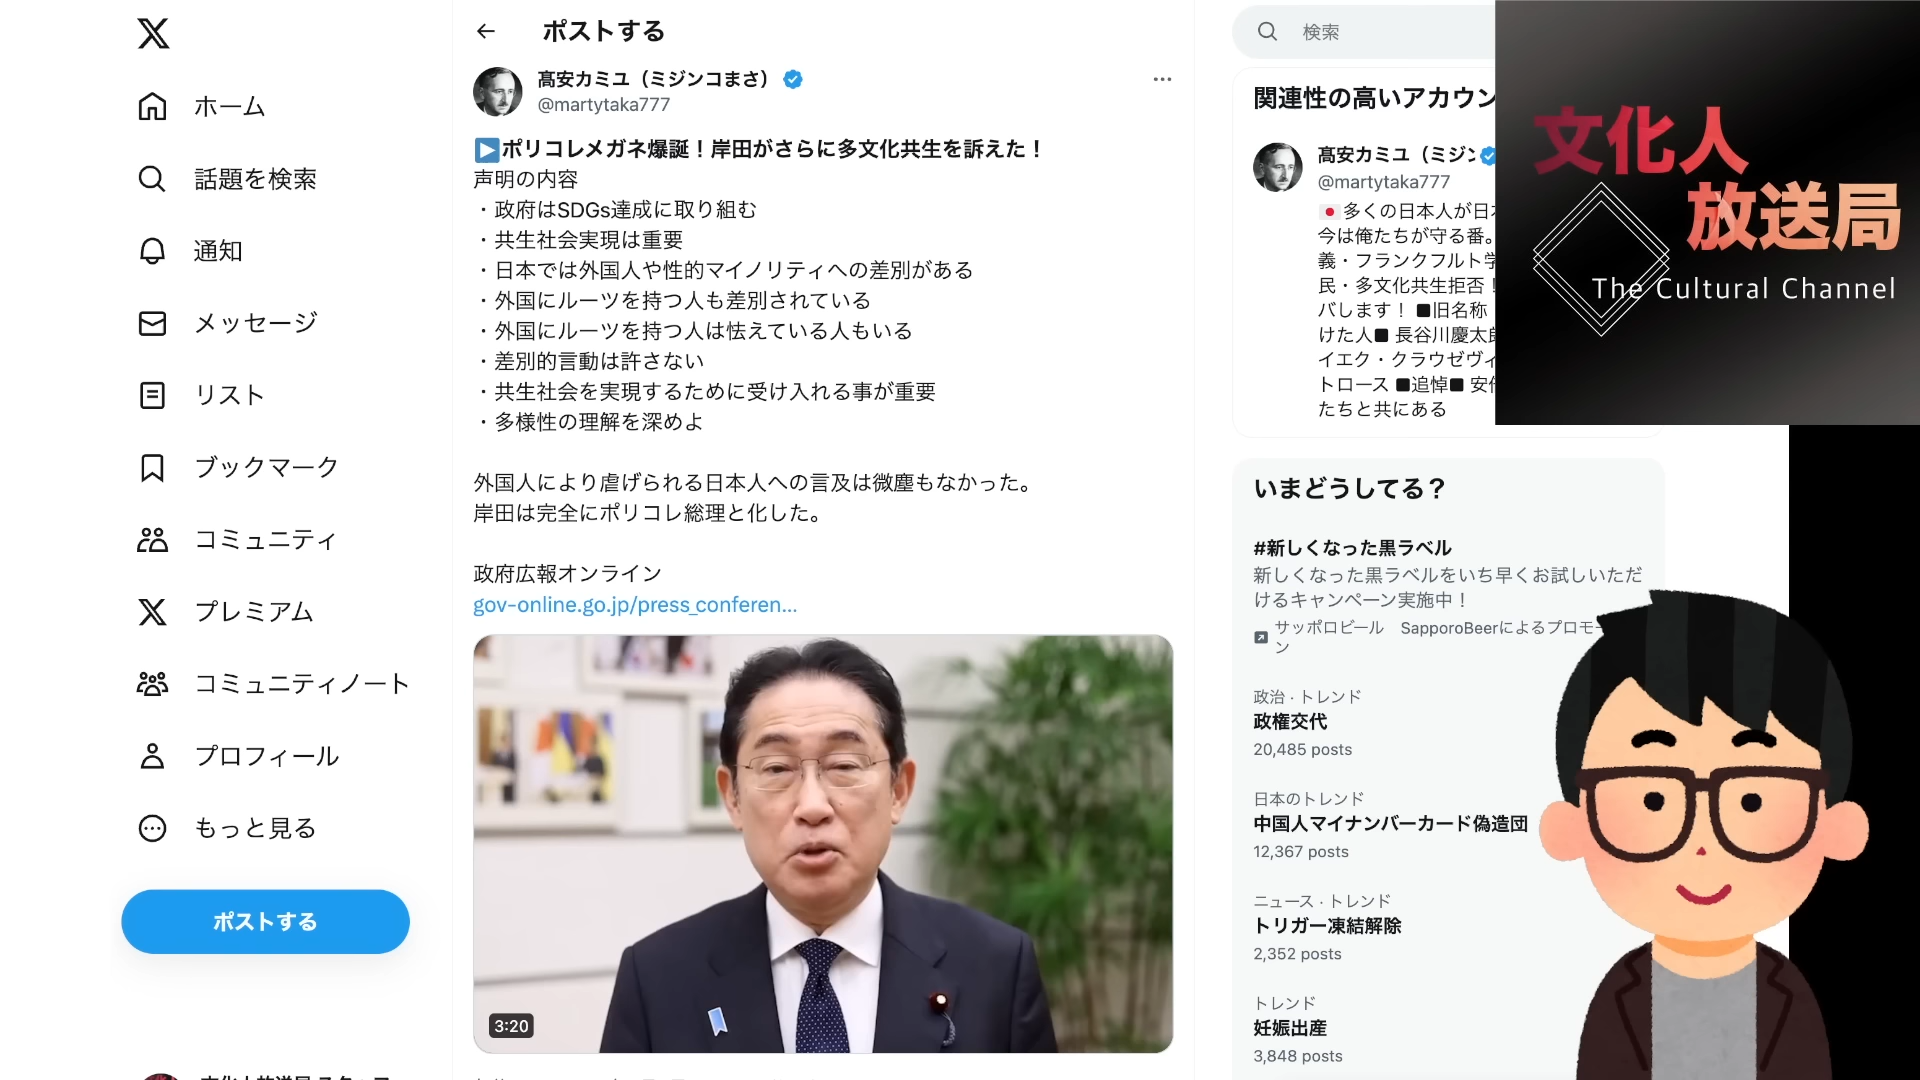 X
ホーム
話題を検索
通知
メッセージ
リスト
ブックマーク
コミュニティ
プレミアム
コミュニティノート
プロフィール
もっと見る
ポストする
ポストする
髙安カミユ（ミジンコまさ）
@martytaka777
▶ポリコレメガネ爆誕！岸田がさらに多文化共生を訴えた！
声明の内容
・政府はSDGs達成に取り組む
・共生社会実現は重要
・日本では外国人や性的マイノリティへの差別がある
・外国にルーツを持つ人も差別されている
・外国にルーツを持つ人は怯えている人もいる
・差別的言動は許さない
・共生社会を実現するために受け入れる事が重要
・多様性の理解を深めよ
外国人により虐げられる日本人への言及は微塵もなかった。
岸田は完全にポリコレ総理と化した。
政府広報オンライン
gov-online.go.jp/press_conferen...
3:20
検索
関連性の高いアカウン
髙安カミユ（ミジン
@martytaka777
🇯🇵多くの日本人が日
今は俺たちが守る番。
義・フランクフルト学
民・多文化共生拒否！
バします！ ■旧名称
けた人■ 長谷川慶太郎
イエク・クラウゼヴィ
トロース ■追悼■ 安倍
たちと共にある
文化人
放送局
The Cultural Channel
いまどうしてる？
#新しくなった黒ラベル
新しくなった黒ラベルをいち早くお試しいただ
けるキャンペーン実施中！
サッポロビール　SapporoBeerによるプロモー
ン
政治 · トレンド
政権交代
20,485 posts
日本のトレンド
中国人マイナンバーカード偽造団
12,367 posts
ニュース · トレンド
トリガー凍結解除
2,352 posts
トレンド
妊娠出産
3,848 posts